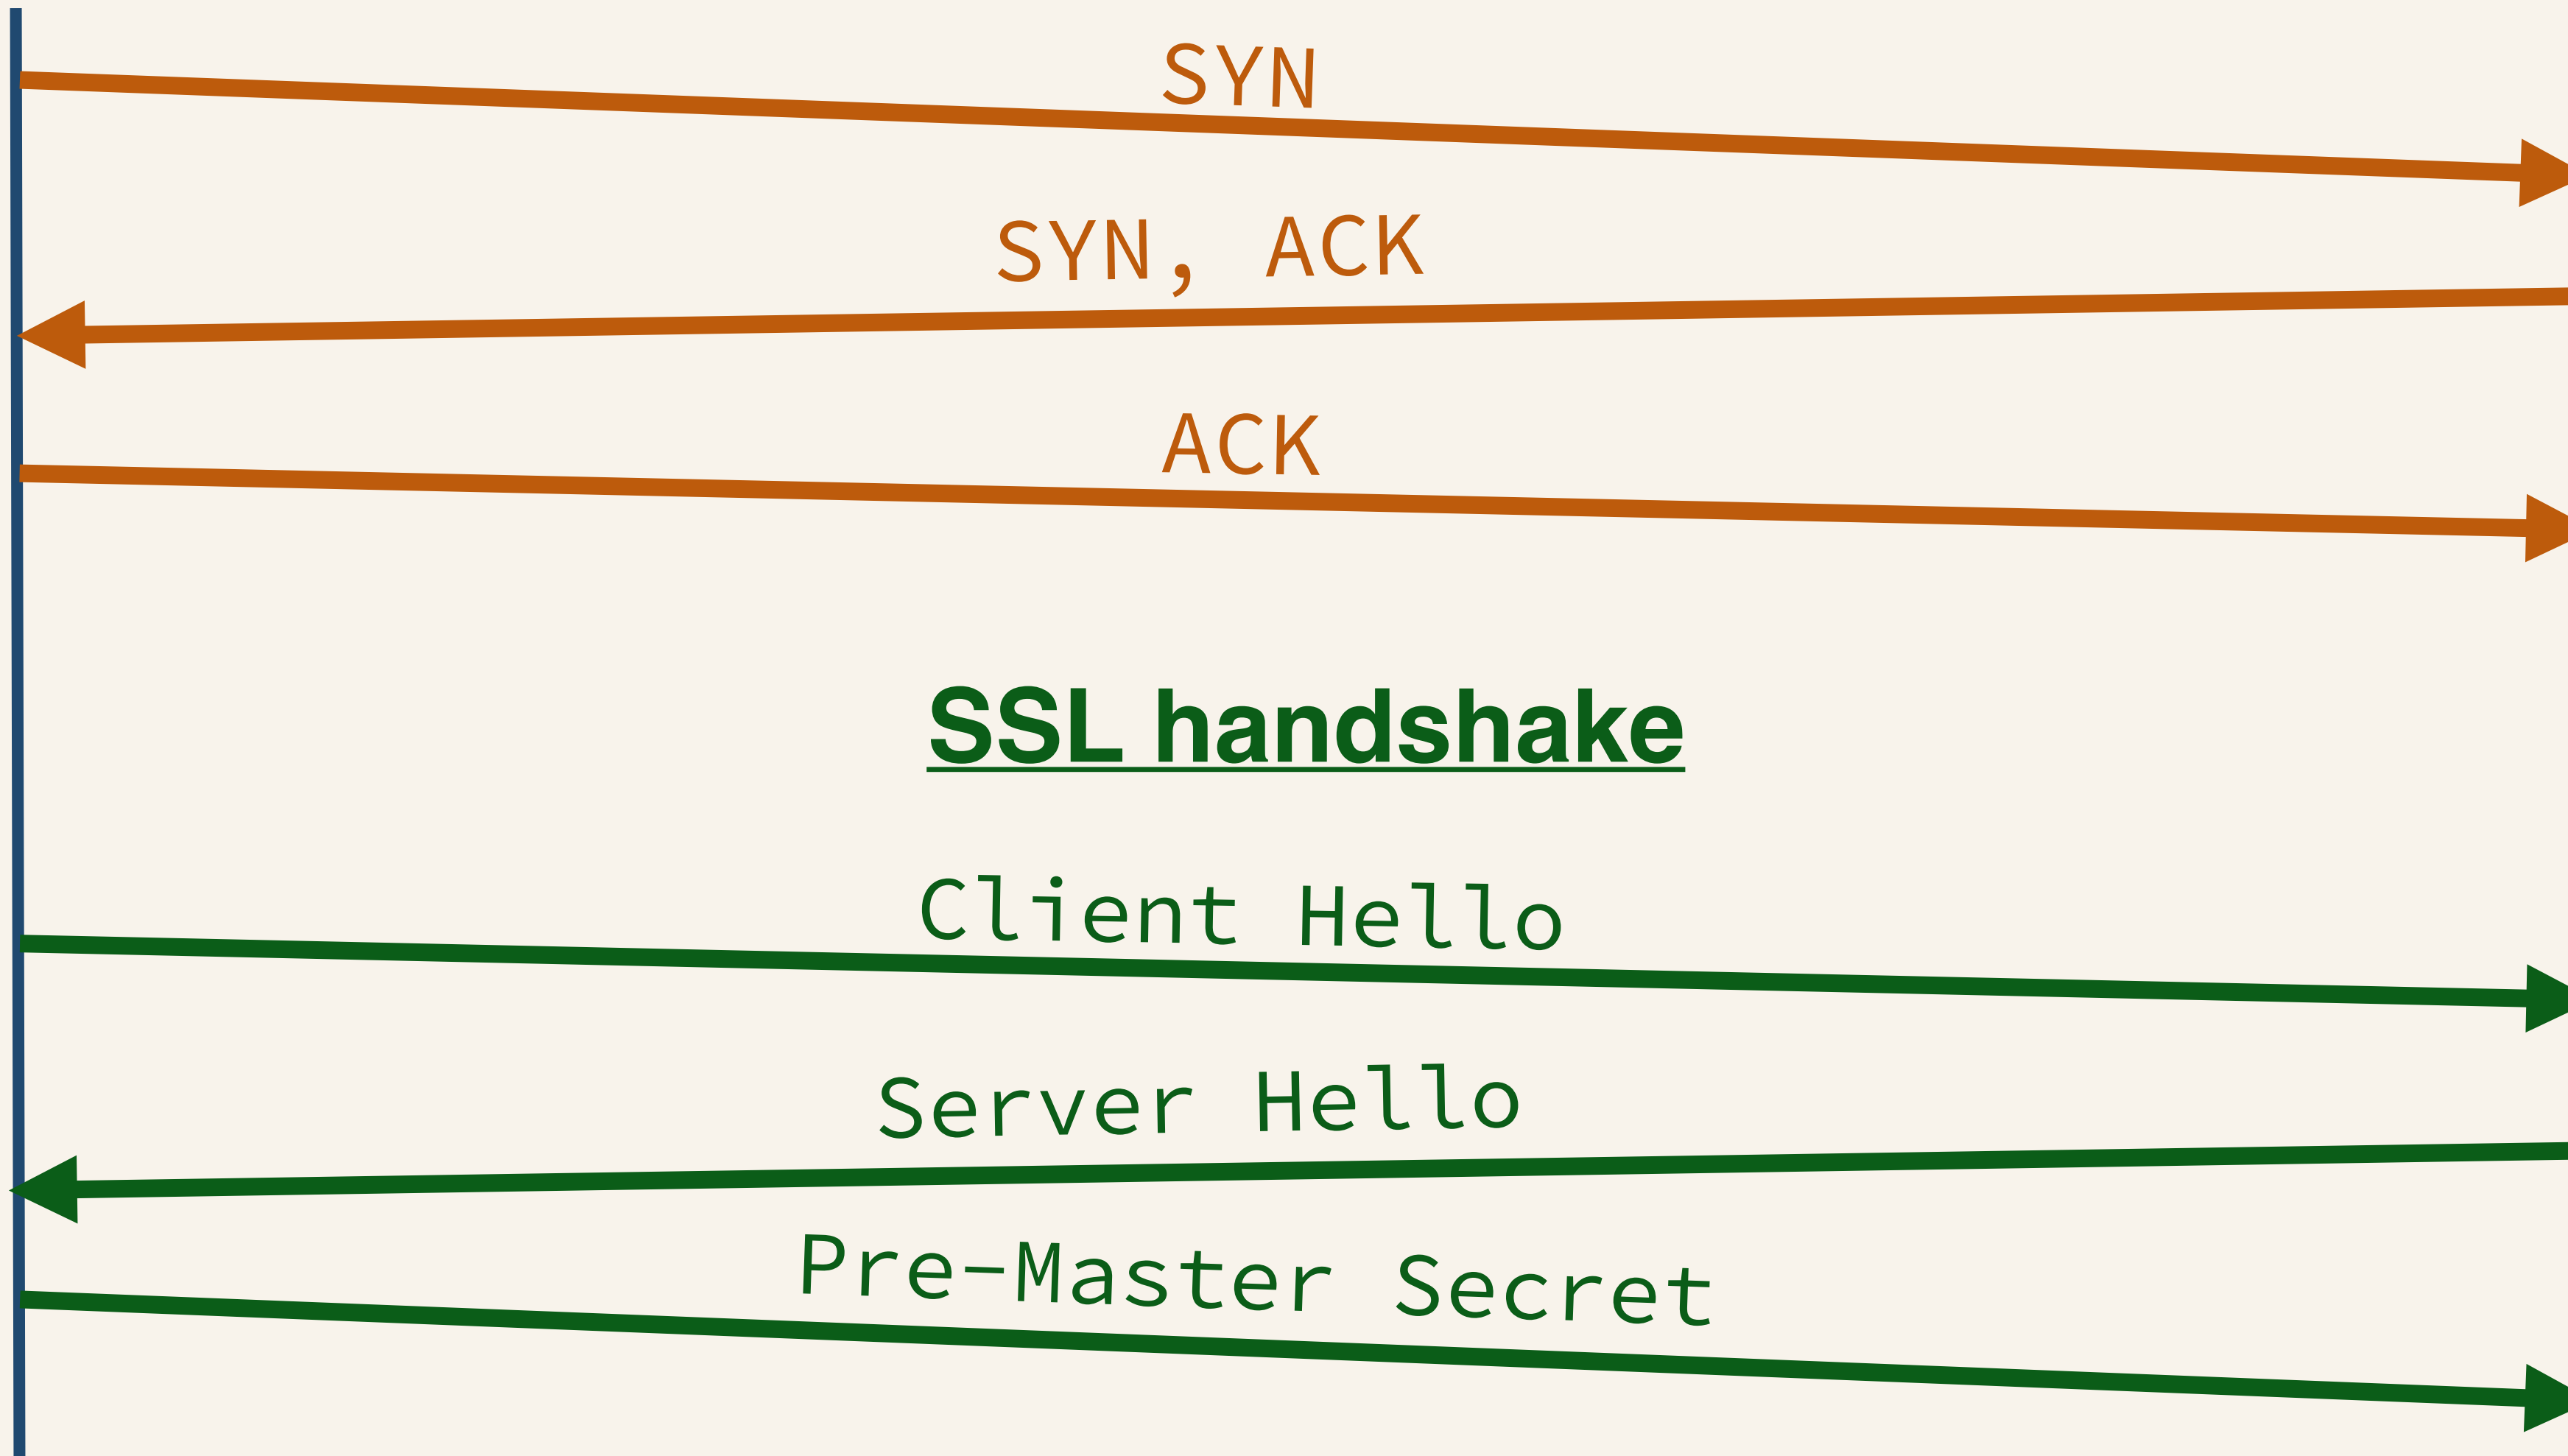 SYN
SYN, ACK
ACK
SSL handshake
Client Hello
Server Hello
Pre-Master Secret